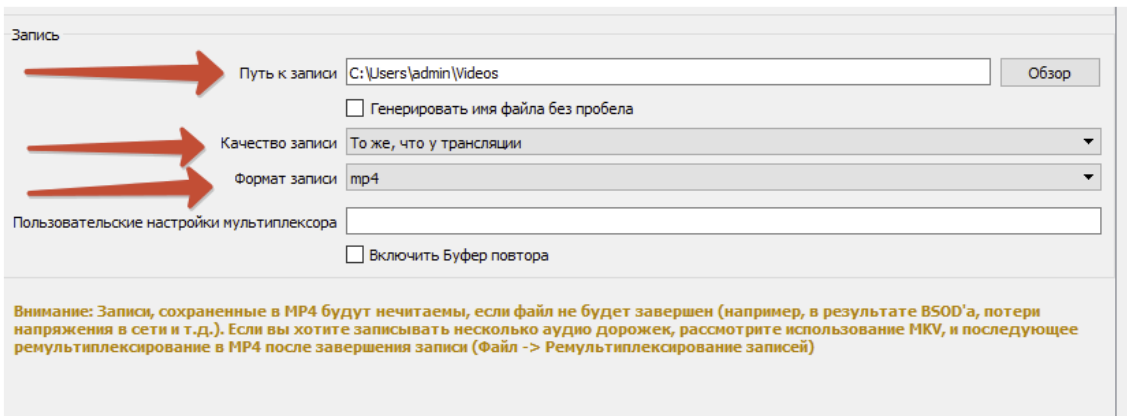 Запись
Путь к записи C:\Users\admin\Videos Обзор
Генерировать имя файла без пробела
Качество записи То же, что у трансляции
Формат записи mp4
Пользовательские настройки мультиплексора
Включить Буфер повтора
Внимание: Записи, сохраненные в MP4 будут нечитаемы, если файл не будет завершен (например, в результате BSOD'а, потери
напряжения в сети и т.д.). Если вы хотите записывать несколько аудио дорожек, рассмотрите использование MKV, и последующее
ремультиплексирование в MP4 после завершения записи (Файл -> Ремультиплексирование записей)